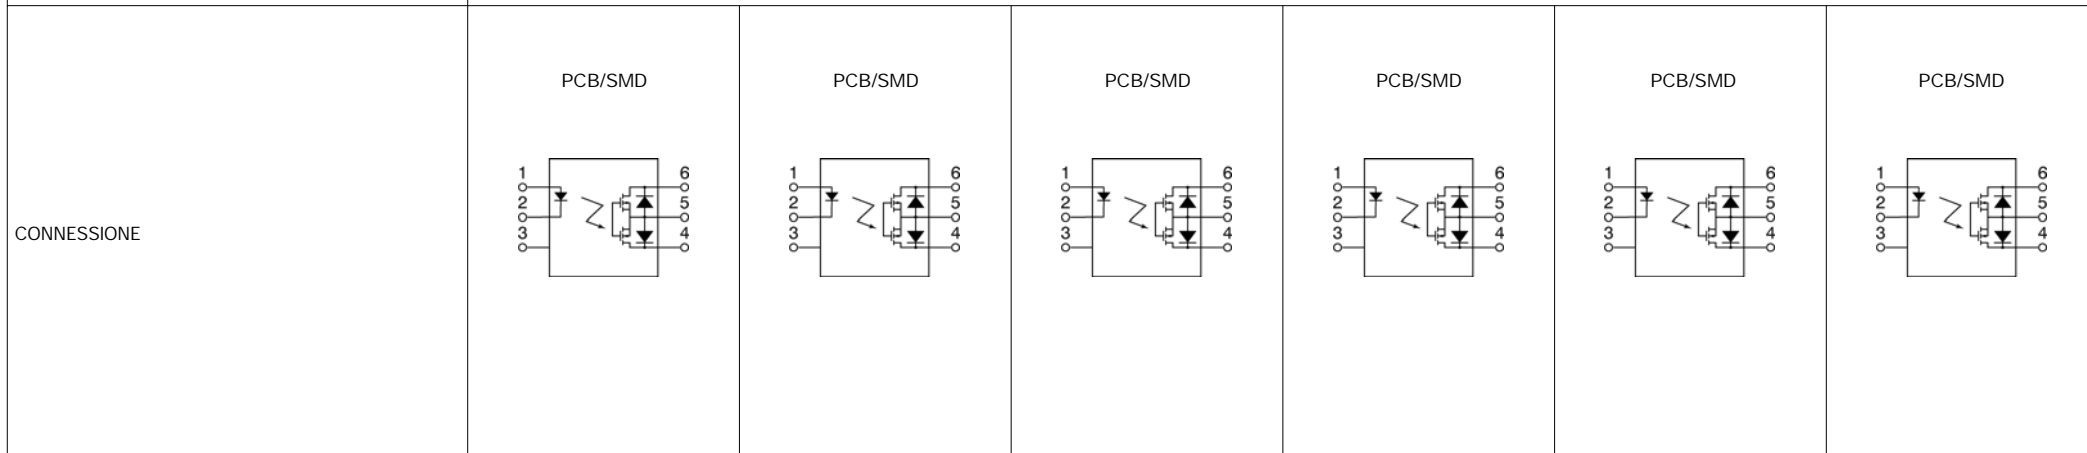 PCB/SMD PCB/SMD PCB/SMD PCB/SMD PCB/SMD PCB/SMD
1 6 1 6 1 6 1 6 1 6 1 6
2 5 2 5 2 5 2 5 2 5 2 5
3 4 3 4 3 4 3 4 3 4 3 4
CONNESSIONE